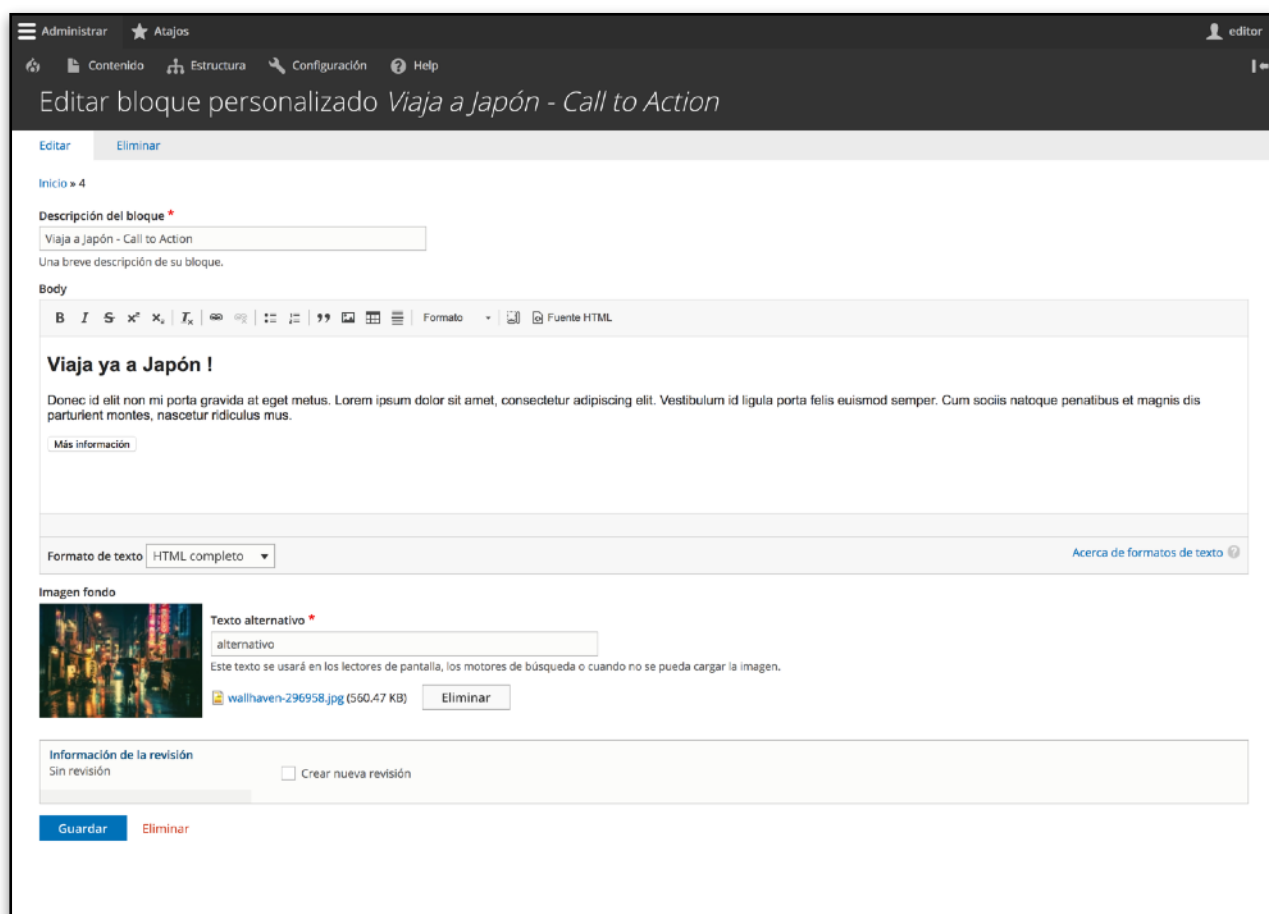 Administrar Atajos editor
Contenido Estructura Configuración Help
Editar bloque personalizado Viaja a Japón - Call to Action
Editar Eliminar
Inicio » 4
Descripción del bloque *
Viaja a Japón - Call to Action
Una breve descripción de su bloque.
Body
B I S x² x₂ Tx Formato Fuente HTML
Viaja ya a Japón !
Donec id elit non mi porta gravida at eget metus. Lorem ipsum dolor sit amet, consectetur adipiscing elit. Vestibulum id ligula porta felis euismod semper. Cum sociis natoque penatibus et magnis dis
parturient montes, nascetur ridiculus mus.
Más información
Formato de texto HTML completo Acerca de formatos de texto ?
Imagen fondo
Texto alternativo *
alternativo
Este texto se usará en los lectores de pantalla, los motores de búsqueda o cuando no se pueda cargar la imagen.
wallhaven-296958.jpg (560.47 KB) Eliminar
Información de la revisión
Sin revisión
Crear nueva revisión
Guardar Eliminar